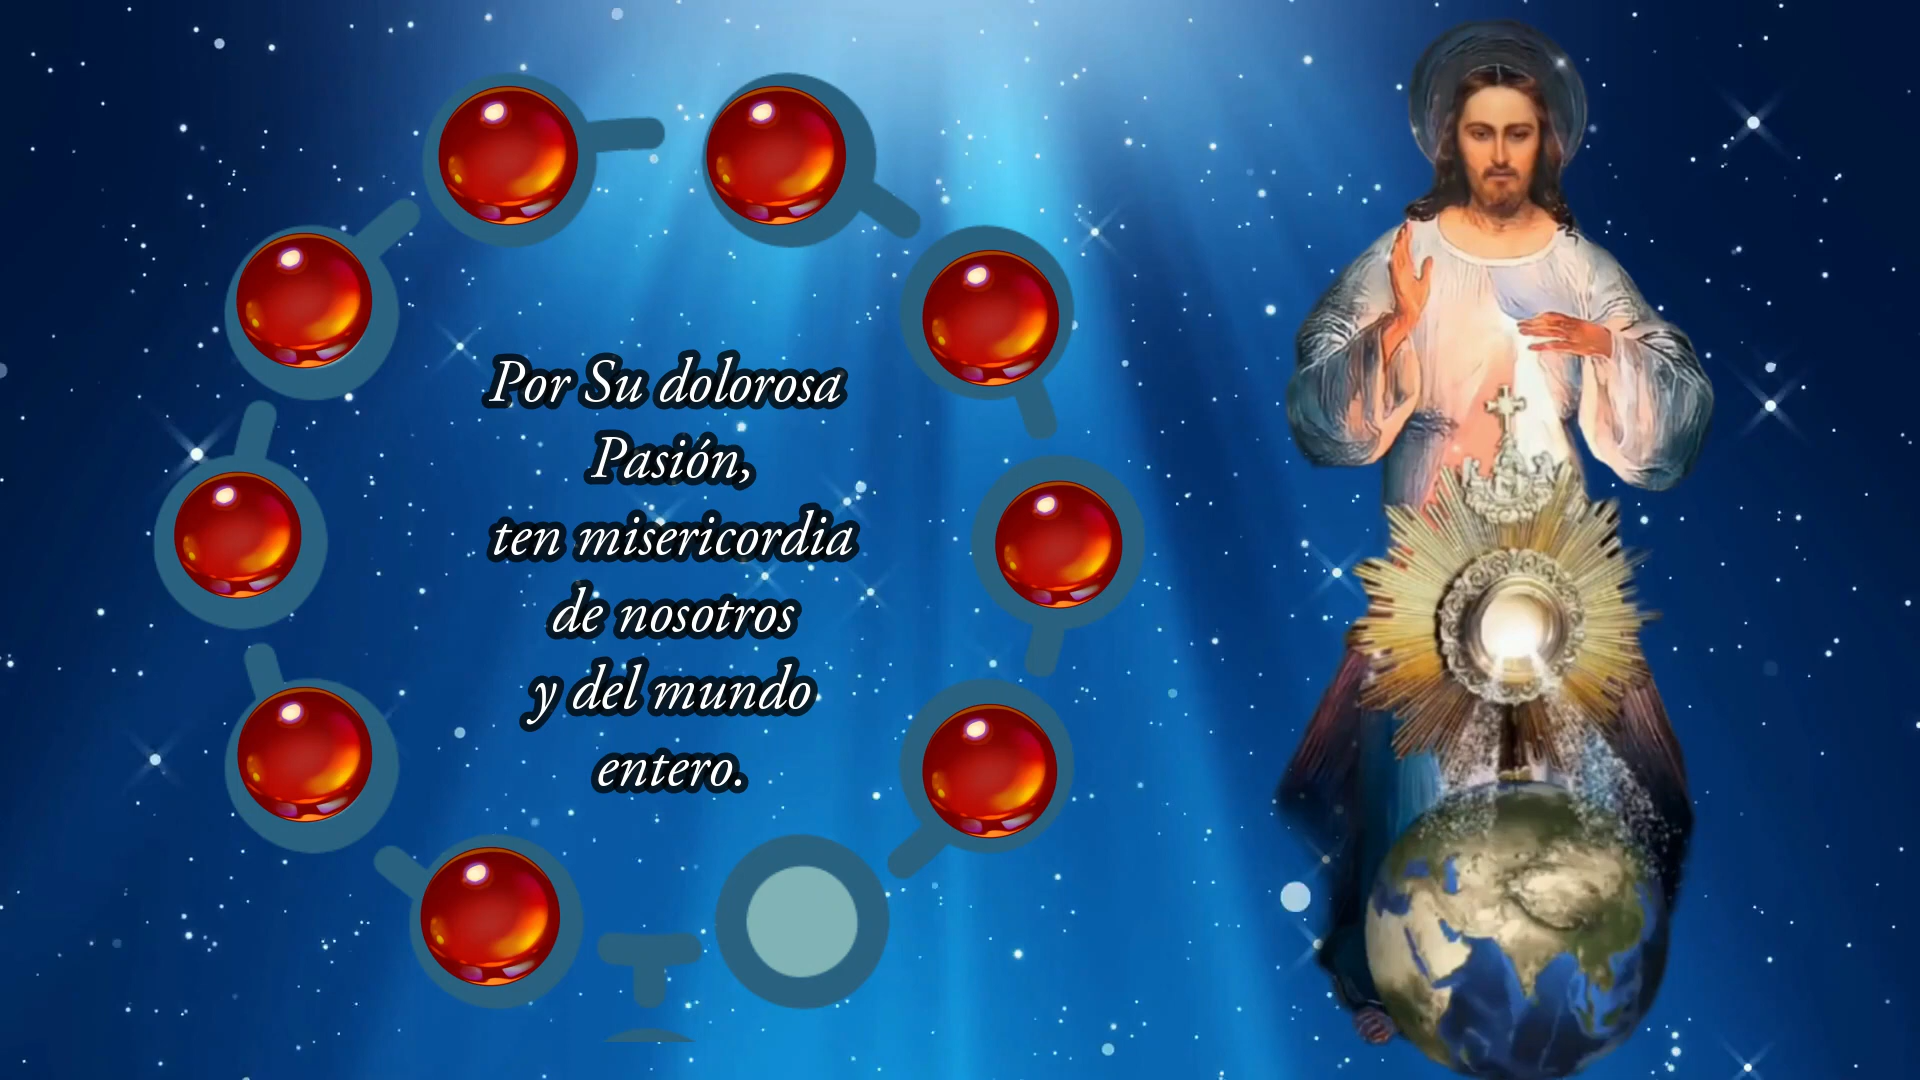 Por Su dolorosa
Pasión,
ten misericordia
de nosotros
y del mundo
entero.